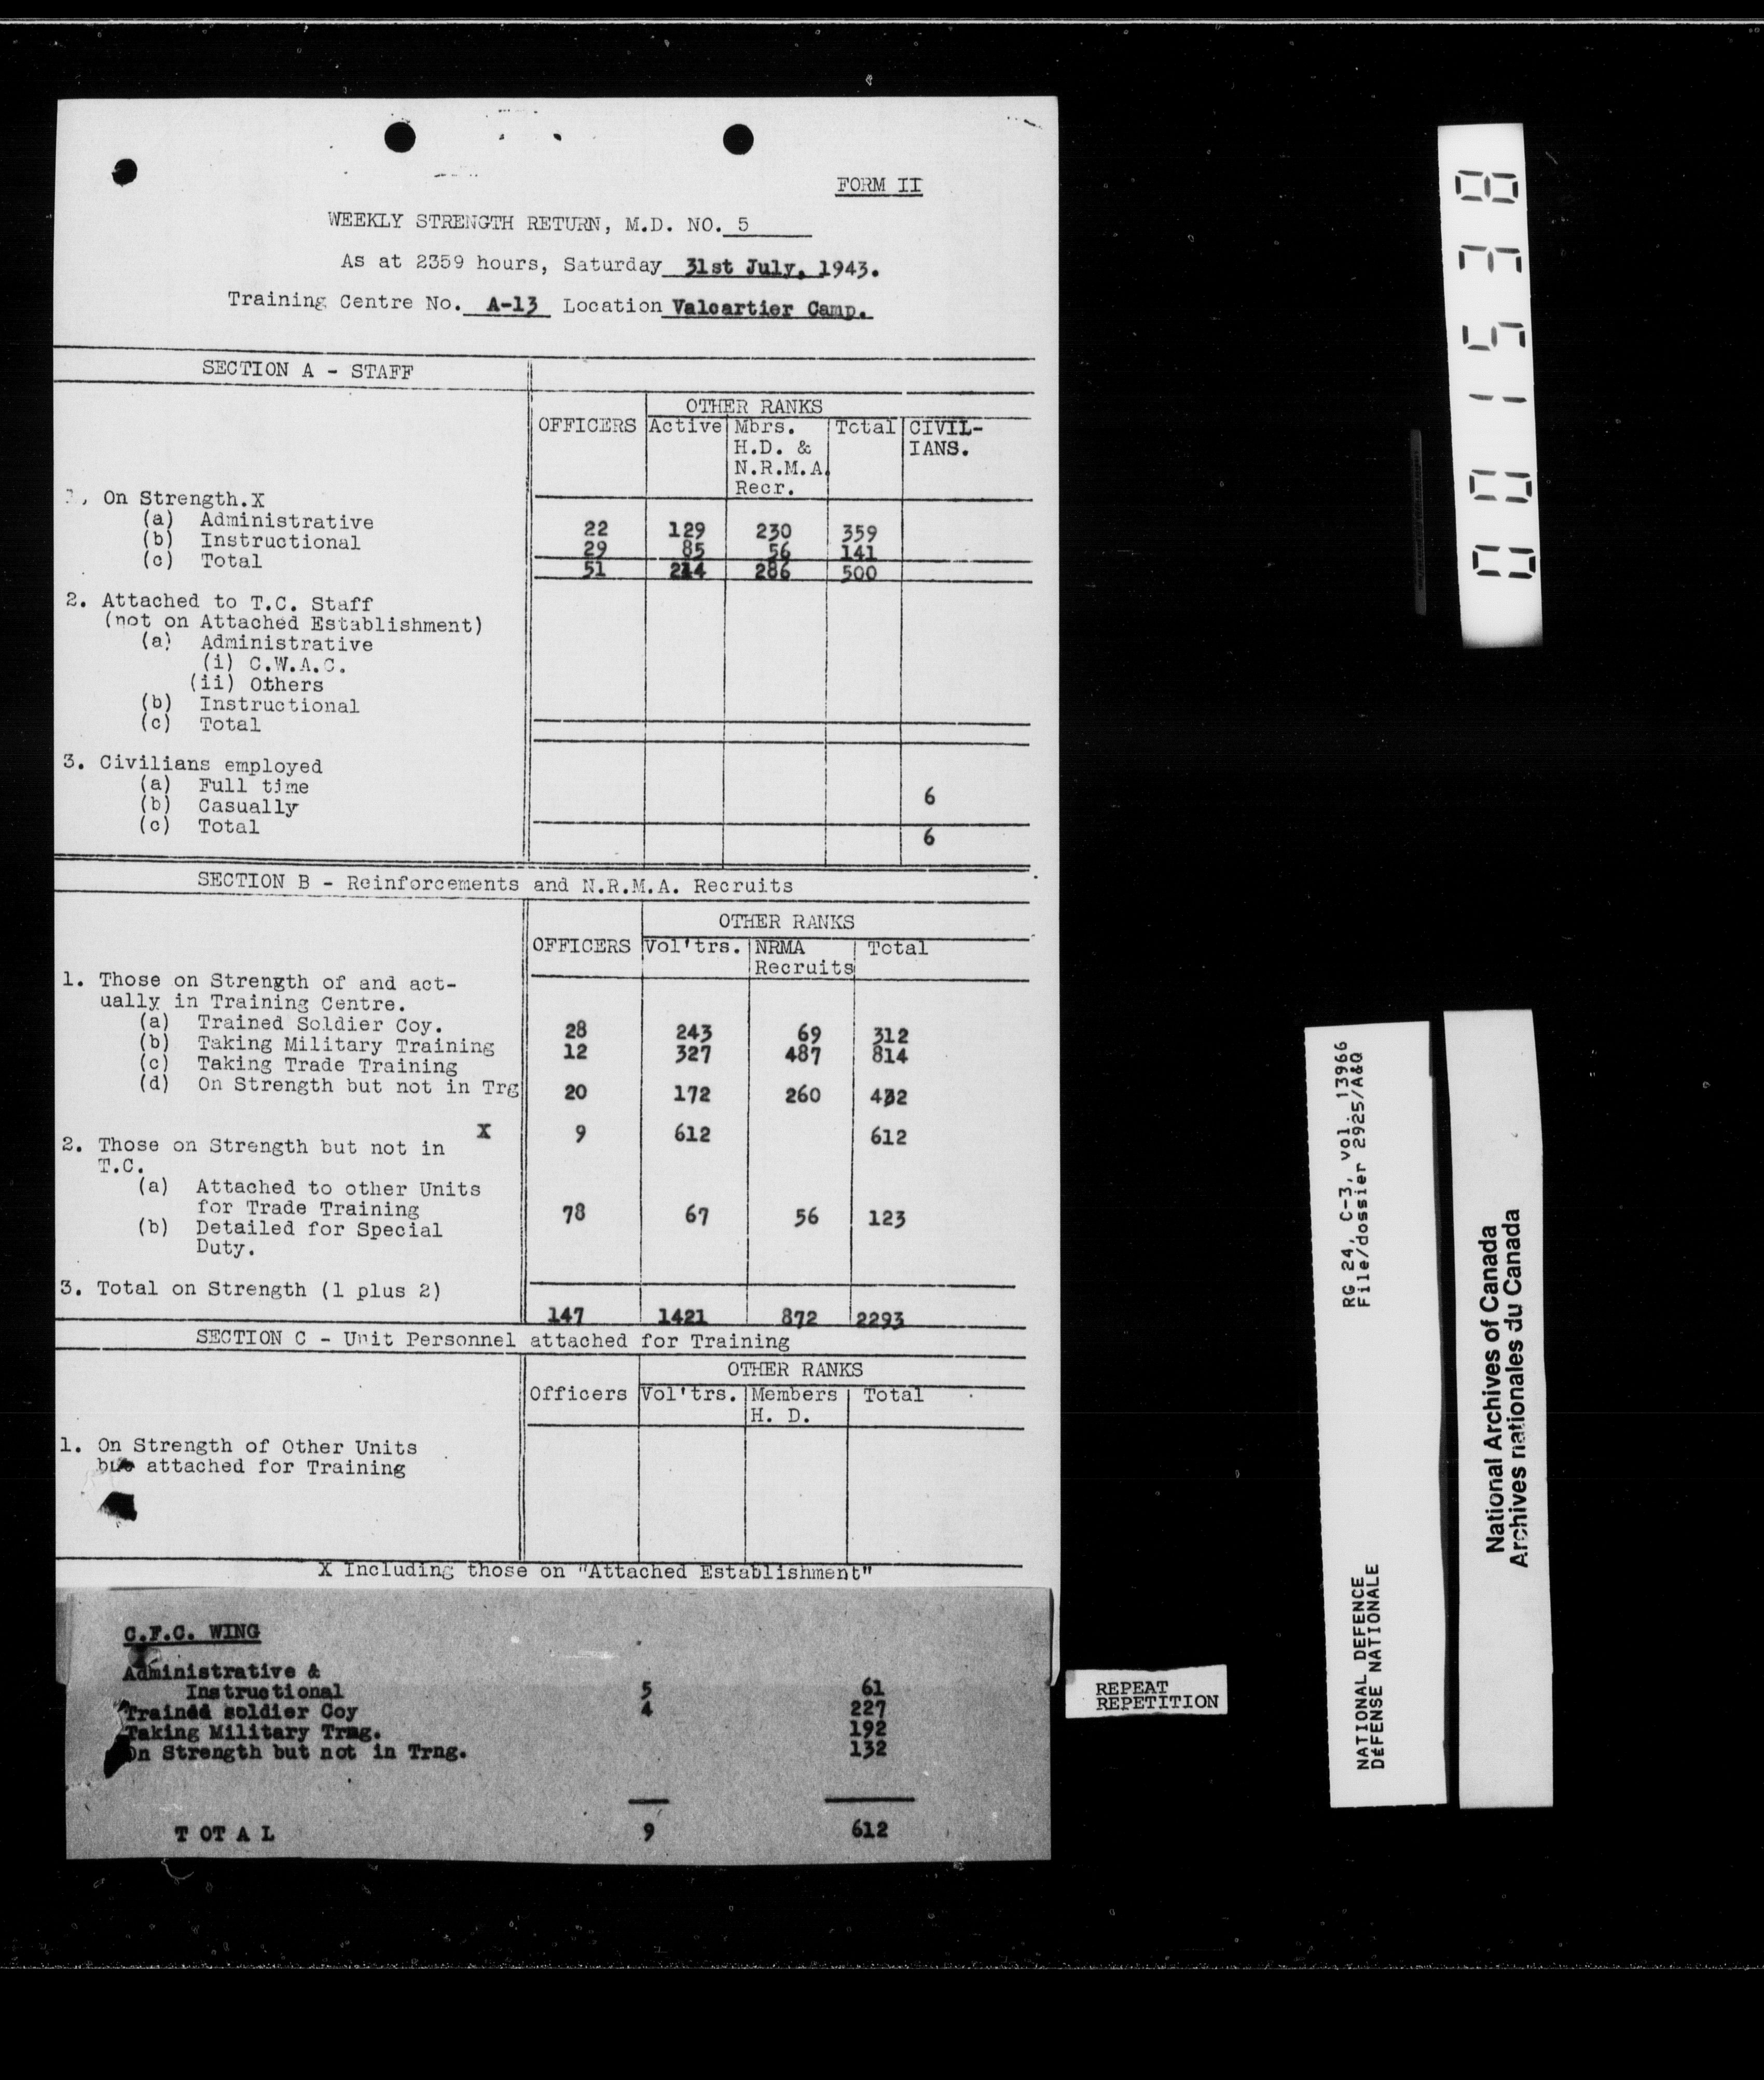 FORM II
WEEKLY STRENGTH RETURN, M.D. NO. 5
As at 2359 hours, Saturday 31st July, 1943.
Training Centre No. A-13 Location Valcartier Camp.
SECTION A - STAFF
OTHER RANKS
OFFICERS Active Mbrs. Total CIVIL-
H.D. & IANS.
N.R.M.A.
Recr.
On Strength.X
(a) Administrative 22 129 230 359
(b) Instructional 29 85 56 141
(c) Total 51 214 286 500
2. Attached to T.C. Staff
(not on Attached Establishment)
(a) Administrative
(i) C.W.A.C.
(ii) Others
(b) Instructional
(c) Total
3. Civilians employed
(a) Full time 6
(b) Casually
(c) Total 6
SECTION B - Reinforcements and N.R.M.A. Recruits
OTHER RANKS
OFFICERS Vol'trs. NRMA Total
Recruits
1. Those on Strength of and act-
ually in Training Centre.
(a) Trained Soldier Coy. 28 243 69 312
(b) Taking Military Training 12 327 487 814
(c) Taking Trade Training
(d) On Strength but not in Trg 20 172 260 432
X 9 612 612
2. Those on Strength but not in
T.C.
(a) Attached to other Units
for Trade Training 78 67 56 123
(b) Detailed for Special
Duty.
3. Total on Strength (1 plus 2)
147 1421 872 2293
SECTION C - Unit Personnel attached for Training
OTHER RANKS
Officers Vol'trs. Members Total
H. D.
1. On Strength of Other Units
but attached for Training
X Including those on "Attached Establishment"
C.F.C. WING
Administrative &
Instructional 5 61
Trained soldier Coy 4 227
Taking Military Trng. 192
On Strength but not in Trng. 132
T O T A L 9 612
REPEAT
REPETITION
001538
RG 24, C-3, vol. 13966
File/dossier 2925/A&Q
NATIONAL DEFENCE
DÉFENSE NATIONALE
National Archives of Canada
Archives nationales du Canada